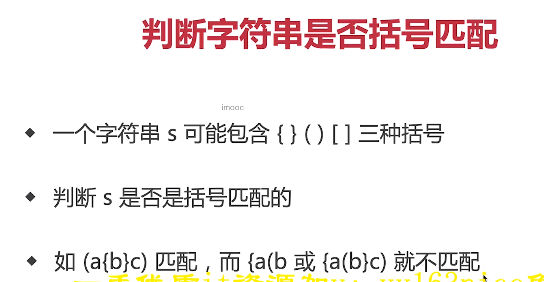 判断字符串是否括号匹配
imooc
一个字符串 s 可能包含 { } ( ) [ ] 三种括号
判断 s 是否是括号匹配的
如 (a{b}c) 匹配，而 {a(b 或 {a(b}c) 就不匹配